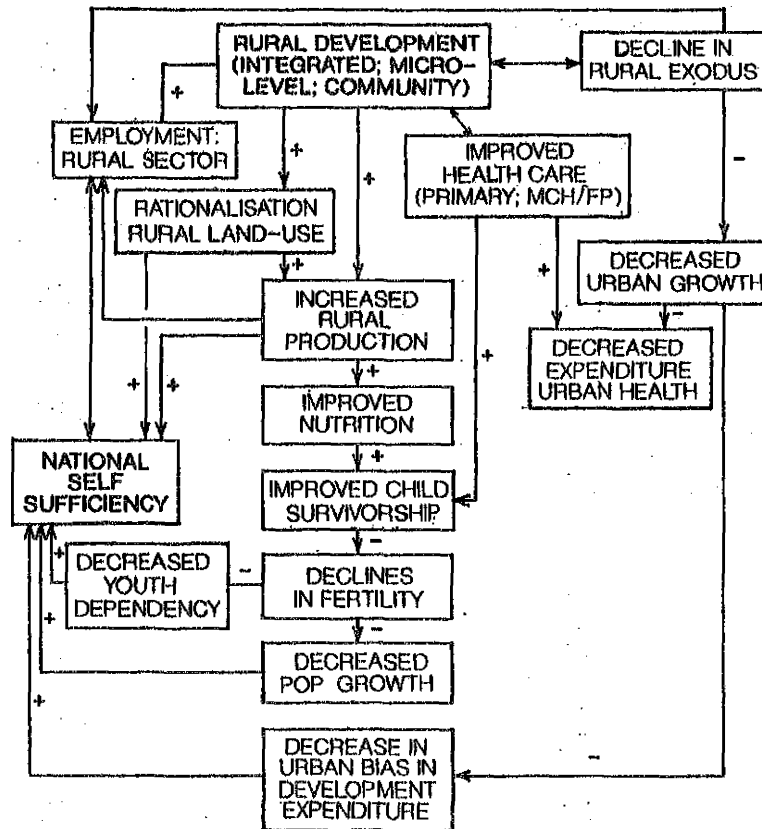 RURAL DEVELOPMENT
(INTEGRATED; MICRO-
LEVEL; COMMUNITY)
DECLINE IN
RURAL EXODUS
+
EMPLOYMENT:
RURAL SECTOR
+
+
IMPROVED
HEALTH CARE
(PRIMARY; MCH/FP)
-
RATIONALISATION
RURAL LAND-USE
+
+
DECREASED
URBAN GROWTH
INCREASED
RURAL
PRODUCTION
-
+
DECREASED
EXPENDITURE
URBAN HEALTH
+
+
+
IMPROVED
NUTRITION
+
NATIONAL
SELF
SUFFICIENCY
IMPROVED CHILD
SURVIVORSHIP
-
+
DECREASED
YOUTH
DEPENDENCY
-
DECLINES
IN FERTILITY
+
-
DECREASED
POP GROWTH
+
DECREASE IN
URBAN BIAS IN
DEVELOPMENT
EXPENDITURE
-